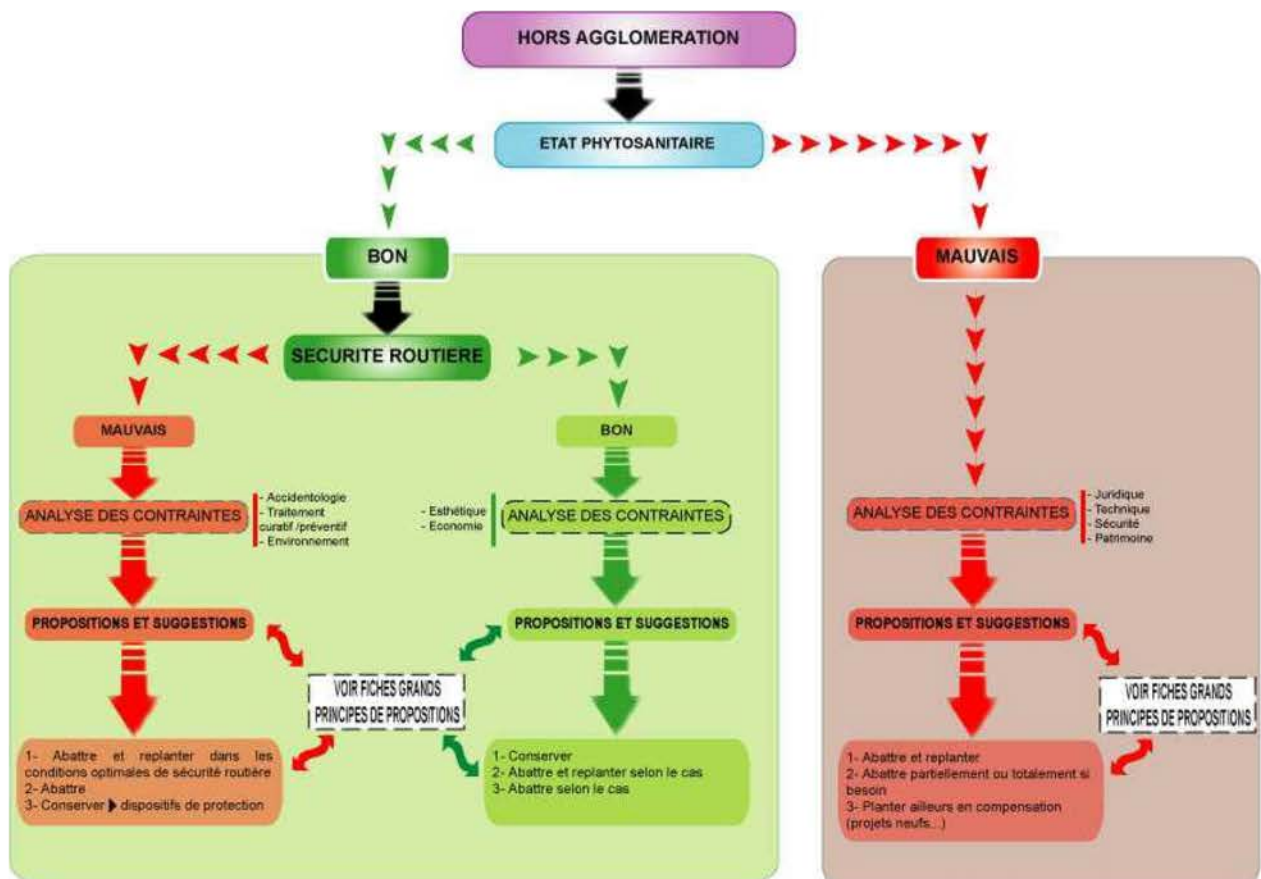 HORS AGGLOMERATION
ETAT PHYTOSANITAIRE
BON
MAUVAIS
SECURITE ROUTIERE
MAUVAIS
BON
ANALYSE DES CONTRAINTES
- Accidentologie
- Traitement
curatif /préventif
- Environnement
- Esthétique
- Economie
ANALYSE DES CONTRAINTES
ANALYSE DES CONTRAINTES
- Juridique
- Technique
- Sécurité
- Patrimoine
PROPOSITIONS ET SUGGESTIONS
PROPOSITIONS ET SUGGESTIONS
PROPOSITIONS ET SUGGESTIONS
VOIR FICHES GRANDS
PRINCIPES DE PROPOSITIONS
VOIR FICHES GRANDS
PRINCIPES DE PROPOSITIONS
1- Abattre et replanter dans les
conditions optimales de sécurité routière
2- Abattre
3- Conserver dispositifs de protection
1- Conserver
2- Abattre et replanter selon le cas
3- Abattre selon le cas
1- Abattre et replanter
2- Abattre partiellement ou totalement si
besoin
3- Planter ailleurs en compensation
(projets neufs...)